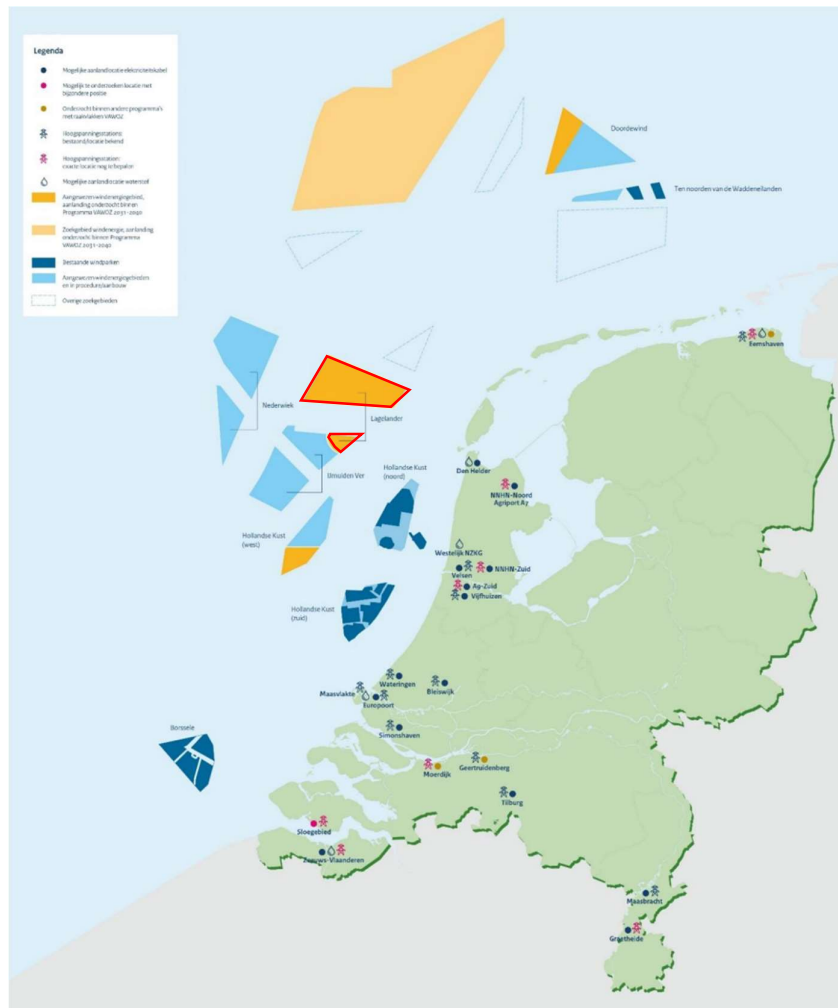 Legenda
Mogelijke aanlandlocatie elektriciteitskabel
Mogelijk te onderzoeken locatie met
bijzondere positie
Onderzocht binnen andere programma's
met raakvlakken VAWOZ
Hoogspanningsstations:
bestaand/locatie bekend
Hoogspanningsstation:
exacte locatie nog te bepalen
Mogelijke aanlandlocatie waterstof
Aangewezen windenergiegebied,
aanlanding onderzocht binnen
Programma VAWOZ 2031-2040
Zoekgebied windenergie, aanlanding
onderzocht binnen Programma
VAWOZ 2031-2040
Bestaande windparken
Aangewezen windenergiegebieden
en in procedure/aanbouw
Overige zoekgebieden
Doordewind
Ten noorden van de Waddeneilanden
Eemshaven
Nederwiek
Lagelander
IJmuiden Ver
Hollandse Kust
(noord)
Den Helder
NNHN-Noord
Agriport A7
Hollandse Kust
(west)
Westelijk NZKG
Velsen
NNHN-Zuid
A9-Zuid
Vijfhuizen
Hollandse Kust
(zuid)
Wateringen
Bleiswijk
Maasvlakte
Europoort
Simonshaven
Borssele
Moerdijk
Geertruidenberg
Tilburg
Sloegebied
Zeeuws-Vlaanderen
Maasbracht
Graetheide